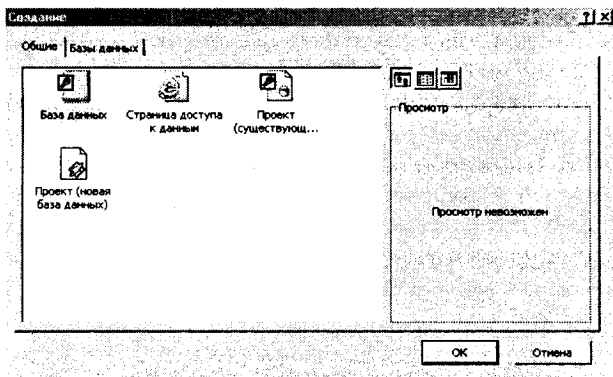 Создание
Общие
Базы данных
База данных
Страница доступа
к данным
Проект
(существующ...
Проект (новая
база данных)
Просмотр
Просмотр невозможен
ОК
Отмена